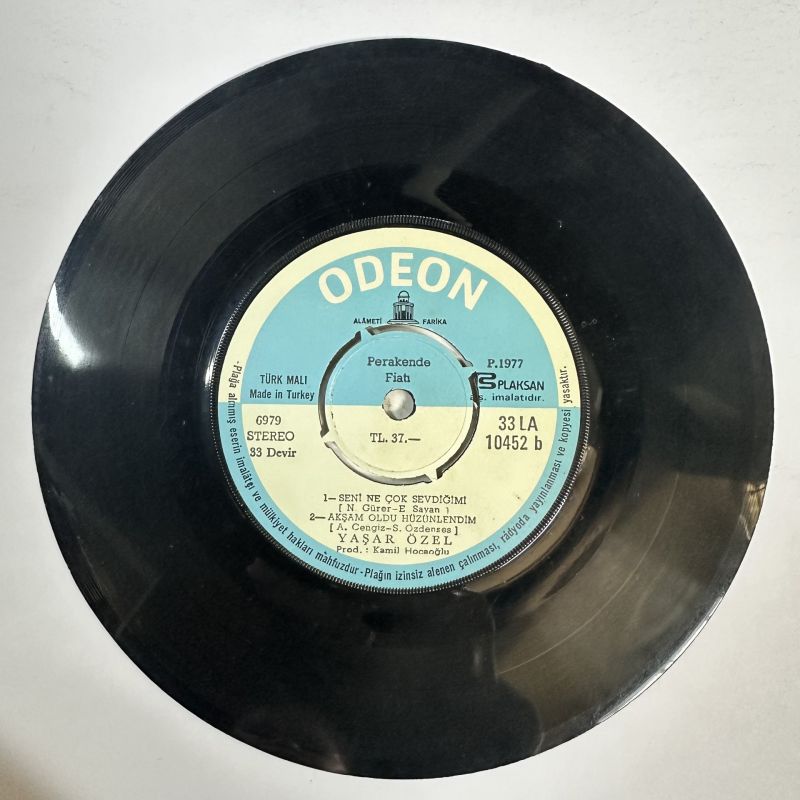 ODEON
ALÂMETİ FARİKA
Perakende
Fiatı
P.1977
TÜRK MALI
Made in Turkey
PLAKSAN
a.ş. imalatıdır.
6979
STEREO
33 Devir
TL. 37.—
33 LA
10452 b
1—SENİ NE ÇOK SEVDİĞİMİ
[ N. Gürer-E Savan ]
2—AKŞAM OLDU HÜZÜNLENDİM
[ A. Cengiz-S. Özdenses ]
YAŞAR ÖZEL
Prod. : Kamil Hocaoğlu
-Plağa alınmış eserin imalâtçı ve mülkiyet hakları mahfuzdur-Plağın izinsiz alenen çalınması, râdyoda yayınlanması ve kopyesi yasaktır.